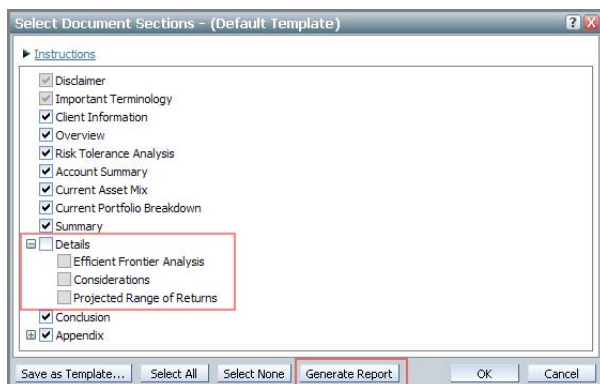 Select Document Sections - (Default Template)
Instructions
Disclaimer
Important Terminology
Client Information
Overview
Risk Tolerance Analysis
Account Summary
Current Asset Mix
Current Portfolio Breakdown
Summary
Details
Efficient Frontier Analysis
Considerations
Projected Range of Returns
Conclusion
Appendix
Save as Template... Select All Select None Generate Report OK Cancel